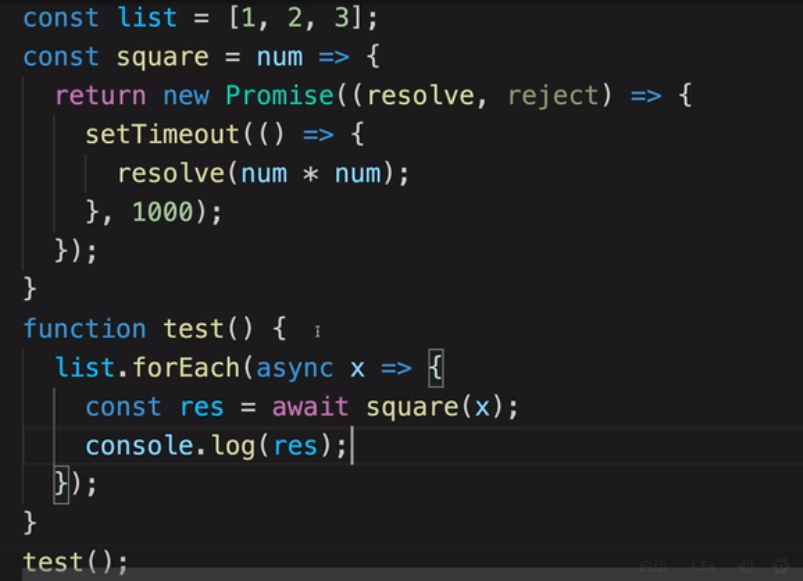 const list = [1, 2, 3];
const square = num => {
  return new Promise((resolve, reject) => {
    setTimeout(() => {
      resolve(num * num);
    }, 1000);
  });
}
function test() {
  list.forEach(async x => {
    const res = await square(x);
    console.log(res);
  });
}
test();